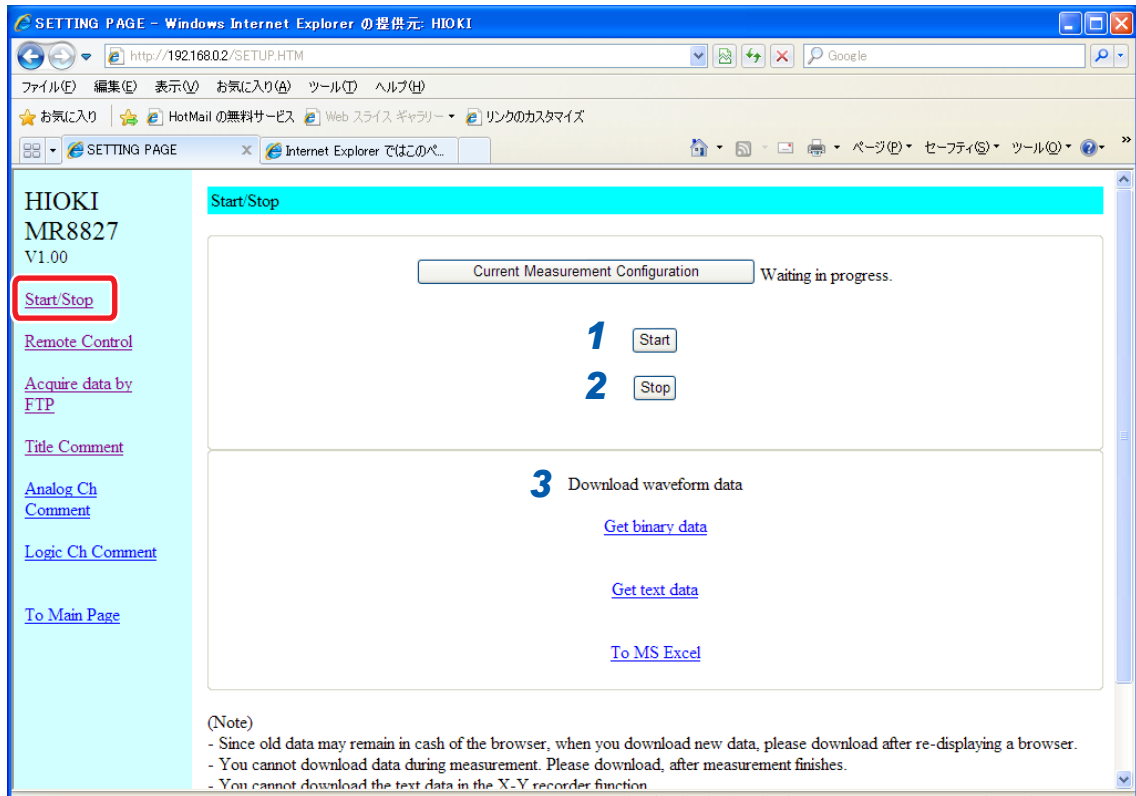 SETTING PAGE - Windows Internet Explorer の提供元: HIOKI
http://192.168.0.2/SETUP.HTM
Google
ファイル(F) 編集(E) 表示(V) お気に入り(A) ツール(T) ヘルプ(H)
お気に入り HotMail の無料サービス Web スライス ギャラリー リンクのカスタマイズ
SETTING PAGE X Internet Explorer ではこのペ... ページ(P) セーフティ(S) ツール(O) »
HIOKI
MR8827
V1.00
Start/Stop
Remote Control
Acquire data by
FTP
Title Comment
Analog Ch
Comment
Logic Ch Comment
To Main Page
Start/Stop
Current Measurement Configuration Waiting in progress.
1 Start
2 Stop
3 Download waveform data
Get binary data
Get text data
To MS Excel
(Note)
- Since old data may remain in cash of the browser, when you download new data, please download after re-displaying a browser.
- You cannot download data during measurement. Please download, after measurement finishes.
- You cannot download the text data in the X-Y recorder function